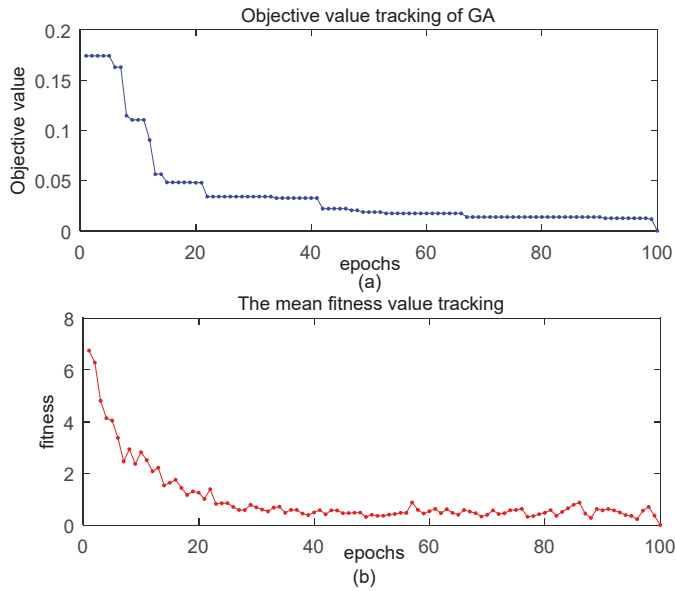 Objective value tracking of GA
0.2
0.15
0.1
0.05
0
Objective value
0 20 40 60 80 100
epochs
(a)
The mean fitness value tracking
8
6
4
2
0
fitness
0 20 40 60 80 100
epochs
(b)